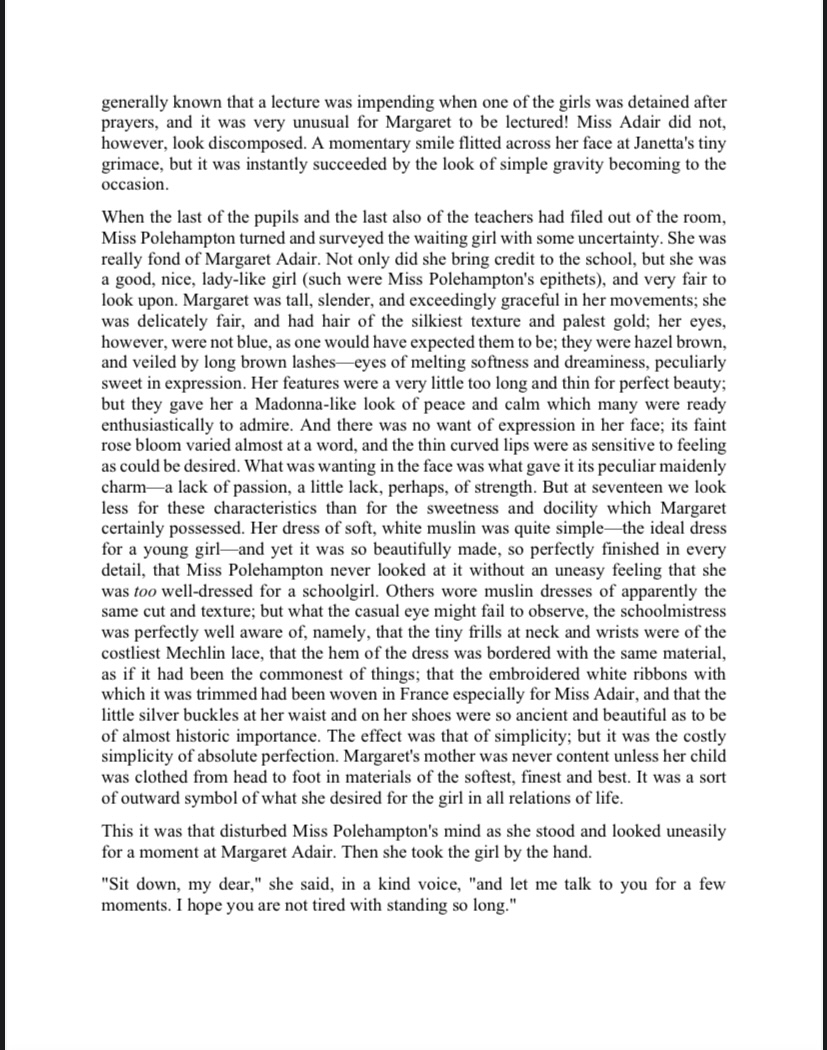 generally known that a lecture was impending when one of the girls was detained after
prayers, and it was very unusual for Margaret to be lectured! Miss Adair did not,
however, look discomposed. A momentary smile flitted across her face at Janetta's tiny
grimace, but it was instantly succeeded by the look of simple gravity becoming to the
occasion.
When the last of the pupils and the last also of the teachers had filed out of the room,
Miss Polehampton turned and surveyed the waiting girl with some uncertainty. She was
really fond of Margaret Adair. Not only did she bring credit to the school, but she was
a good, nice, lady-like girl (such were Miss Polehampton's epithets), and very fair to
look upon. Margaret was tall, slender, and exceedingly graceful in her movements; she
was delicately fair, and had hair of the silkiest texture and palest gold; her eyes,
however, were not blue, as one would have expected them to be; they were hazel brown,
and veiled by long brown lashes—eyes of melting softness and dreaminess, peculiarly
sweet in expression. Her features were a very little too long and thin for perfect beauty;
but they gave her a Madonna-like look of peace and calm which many were ready
enthusiastically to admire. And there was no want of expression in her face; its faint
rose bloom varied almost at a word, and the thin curved lips were as sensitive to feeling
as could be desired. What was wanting in the face was what gave it its peculiar maidenly
charm—a lack of passion, a little lack, perhaps, of strength. But at seventeen we look
less for these characteristics than for the sweetness and docility which Margaret
certainly possessed. Her dress of soft, white muslin was quite simple—the ideal dress
for a young girl—and yet it was so beautifully made, so perfectly finished in every
detail, that Miss Polehampton never looked at it without an uneasy feeling that she
was too well-dressed for a schoolgirl. Others wore muslin dresses of apparently the
same cut and texture; but what the casual eye might fail to observe, the schoolmistress
was perfectly well aware of, namely, that the tiny frills at neck and wrists were of the
costliest Mechlin lace, that the hem of the dress was bordered with the same material,
as if it had been the commonest of things; that the embroidered white ribbons with
which it was trimmed had been woven in France especially for Miss Adair, and that the
little silver buckles at her waist and on her shoes were so ancient and beautiful as to be
of almost historic importance. The effect was that of simplicity; but it was the costly
simplicity of absolute perfection. Margaret's mother was never content unless her child
was clothed from head to foot in materials of the softest, finest and best. It was a sort
of outward symbol of what she desired for the girl in all relations of life.
This it was that disturbed Miss Polehampton's mind as she stood and looked uneasily
for a moment at Margaret Adair. Then she took the girl by the hand.
"Sit down, my dear," she said, in a kind voice, "and let me talk to you for a few
moments. I hope you are not tired with standing so long."